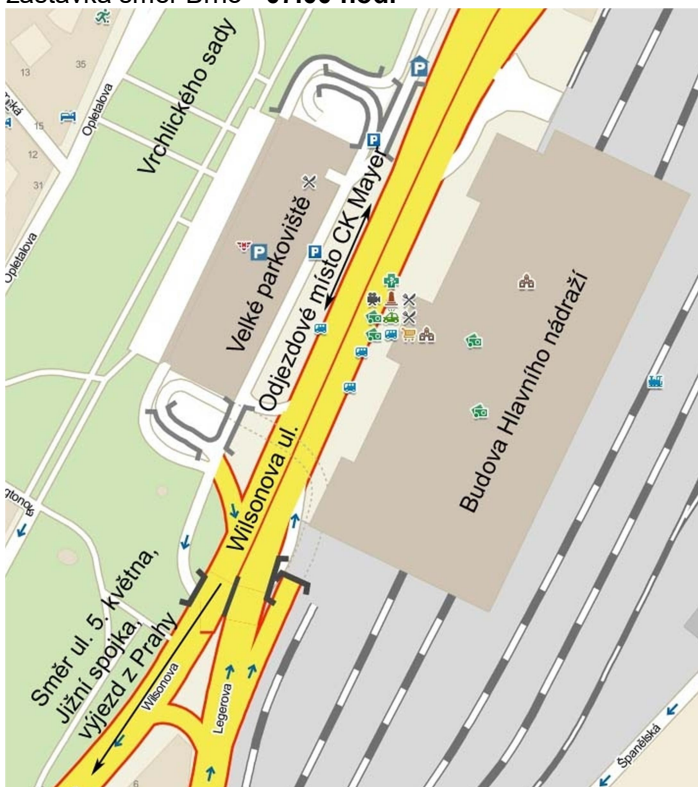 Vrchlického sady
Opletalova
Opletalova
13
35
15
12
31
P
P
P
P
Velké parkoviště
Odjezdové místo CK Mayer
Budova Hlavního nádraží
Wilsonova ul.
Směr ul. 5. května,
Jižní spojka,
výjezd z Prahy
Wilsonova
Legerova
Španělská
6